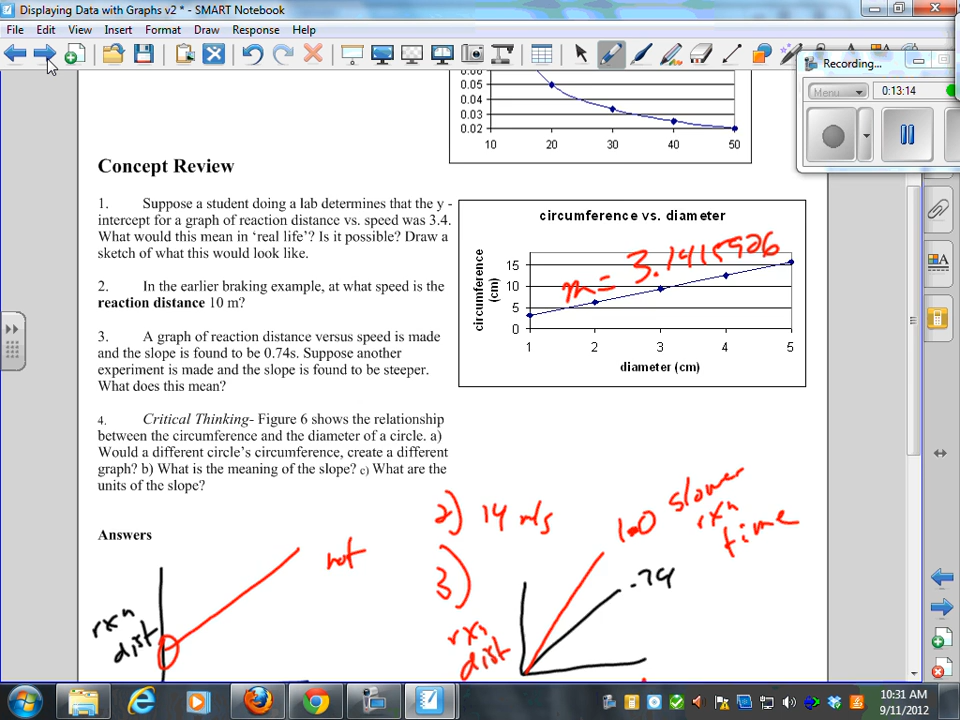 Displaying Data with Graphs v2 * - SMART Notebook
File Edit View Insert Format Draw Response Help
Recording...
Menu
0:13:14
0.06
0.05
0.04
0.03
0.02
10 20 30 40 50
Concept Review
1. Suppose a student doing a lab determines that the y -
intercept for a graph of reaction distance vs. speed was 3.4.
What would this mean in ‘real life’? Is it possible? Draw a
sketch of what this would look like.
2. In the earlier braking example, at what speed is the
reaction distance 10 m?
3. A graph of reaction distance versus speed is made
and the slope is found to be 0.74s. Suppose another
experiment is made and the slope is found to be steeper.
What does this mean?
4. Critical Thinking- Figure 6 shows the relationship
between the circumference and the diameter of a circle. a)
Would a different circle’s circumference, create a different
graph? b) What is the meaning of the slope? c) What are the
units of the slope?
circumference vs. diameter
circumference
(cm)
15
10
5
0
1 2 3 4 5
diameter (cm)
m = 3.1415926
Answers
rxn
dist
not
2) 14 m/s
3)
rxn
dist
1.0
slower
rxn
time
.74
10:31 AM
9/11/2012